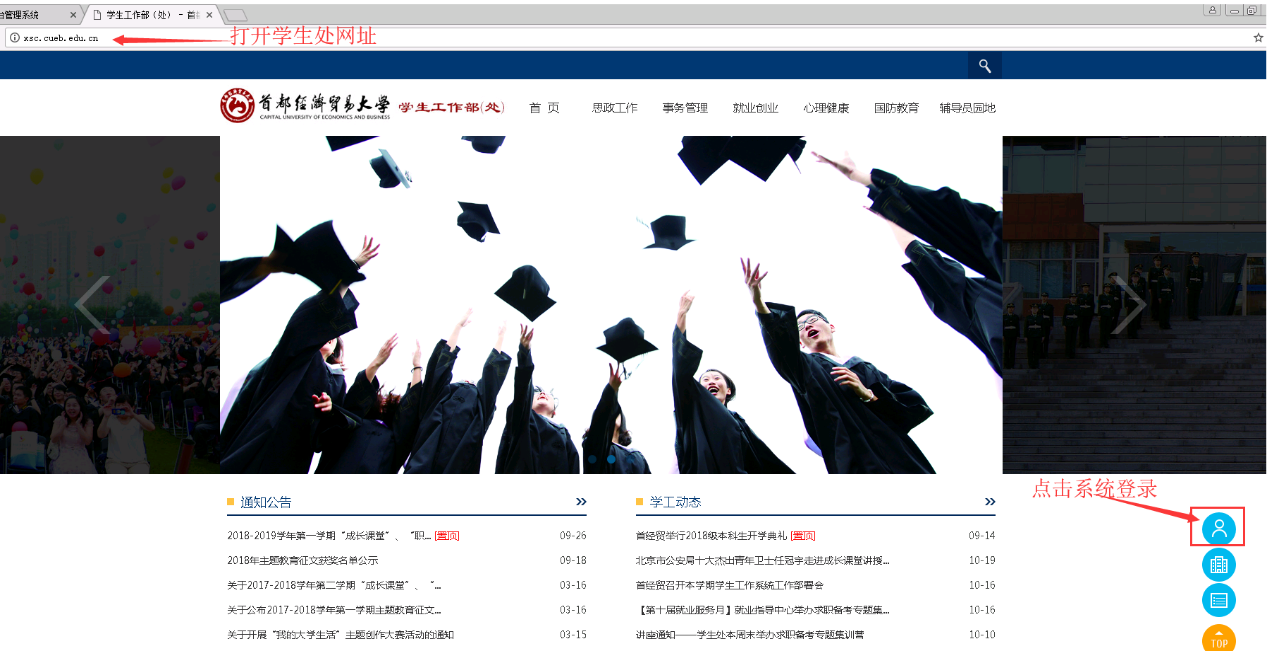 台管理系统
学生工作部（处） - 首
xsc.cueb.edu.cn
打开学生处网址
首都经济贸易大学
CAPITAL UNIVERSITY OF ECONOMICS AND BUSINESS
学生工作部(处)
首 页 思政工作 事务管理 就业创业 心理健康 国防教育 辅导员园地
通知公告
2018-2019学年第一学期“成长课堂”、“职… [置顶] 09-26
2018年主题教育征文获奖名单公示 09-18
关于2017-2018学年第二学期“成长课堂”、“… 03-16
关于公布2017-2018学年第一学期主题教育征文… 03-16
关于开展“我的大学生活”主题创作大赛活动的通知 03-15
学工动态
首经贸举行2018级本科生开学典礼 [置顶] 09-14
北京市公安局十大杰出青年卫士任冠宇走进成长课堂讲授… 10-19
首经贸召开本学期学生工作系统工作部署会 10-16
【第十届就业服务月】就业指导中心举办求职备考专题集… 10-16
讲座通知——学生处本周末举办求职备考专题集训营 10-10
点击系统登录
TOP